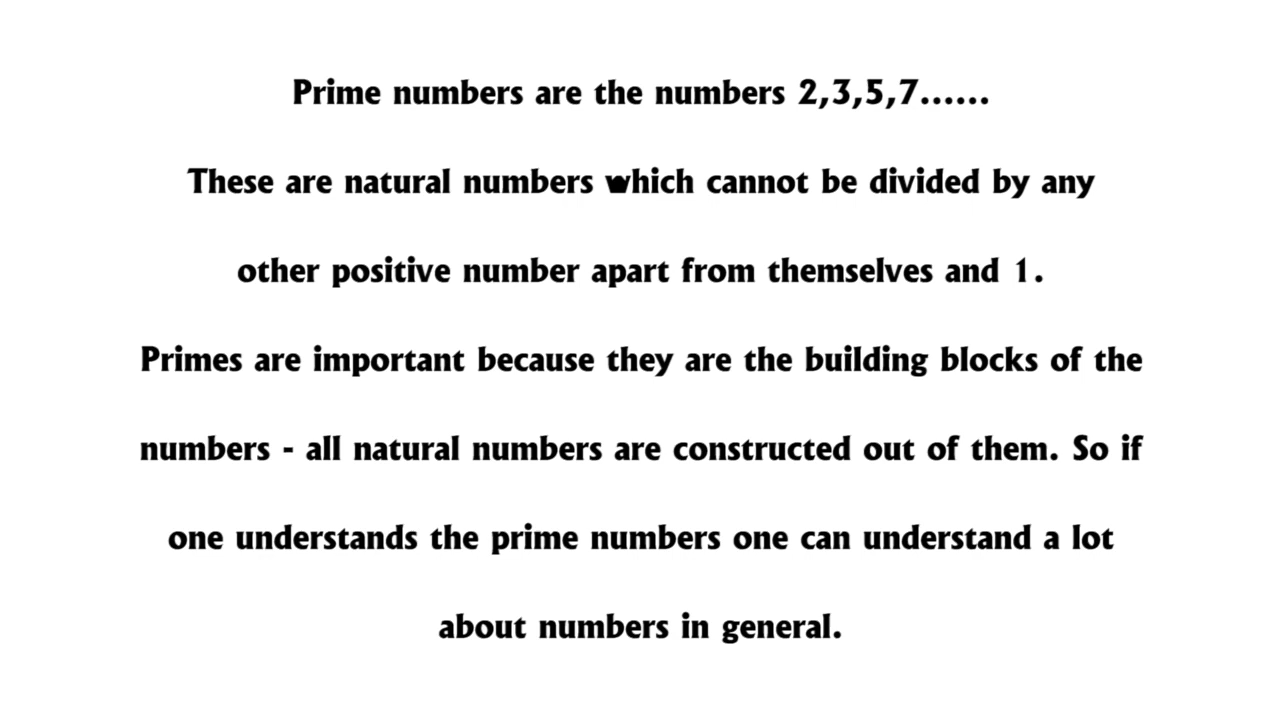 Prime numbers are the numbers 2,3,5,7......
These are natural numbers which cannot be divided by any
other positive number apart from themselves and 1.
Primes are important because they are the building blocks of the
numbers - all natural numbers are constructed out of them. So if
one understands the prime numbers one can understand a lot
about numbers in general.